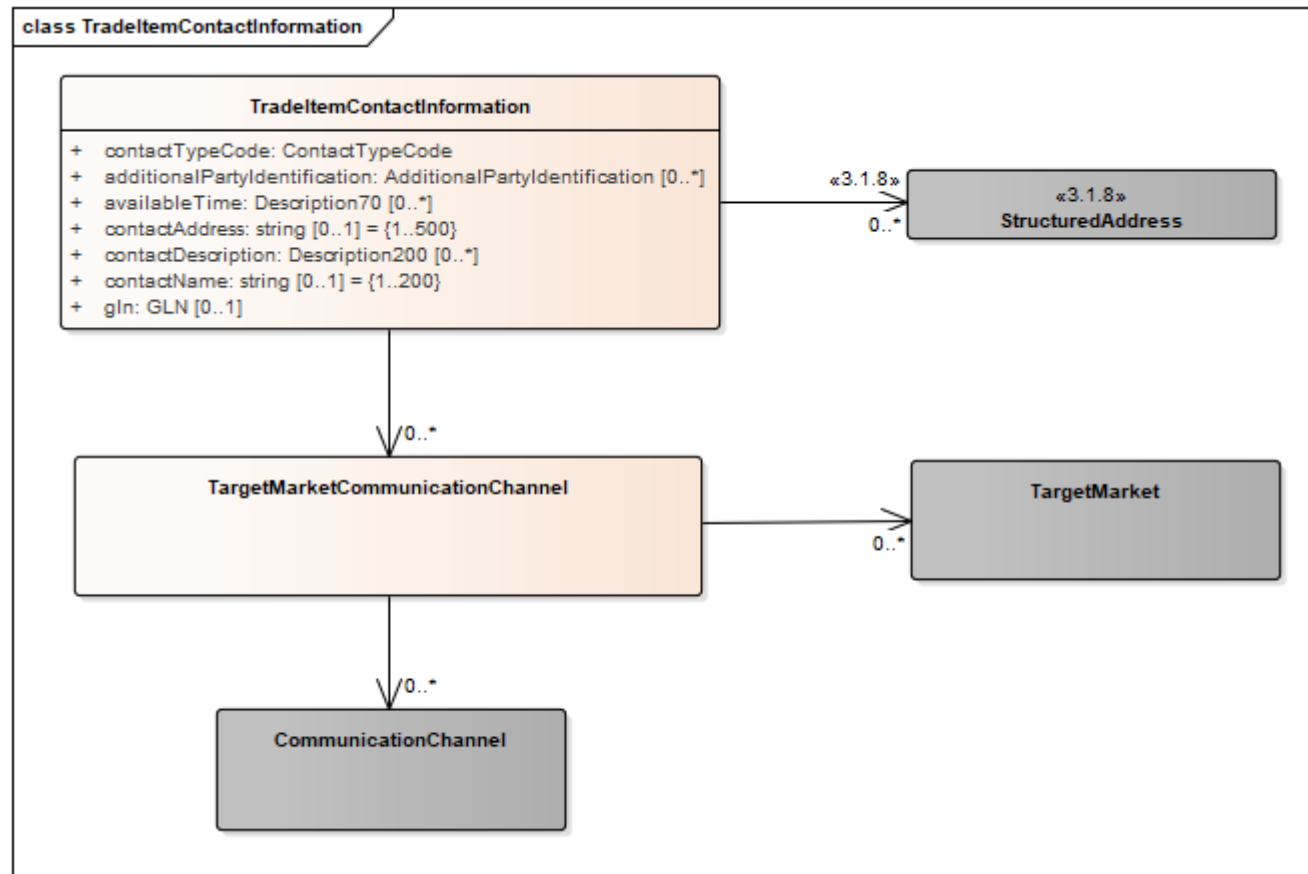 class TradeItemContactInformation
TradeItemContactInformation
+ contactTypeCode: ContactTypeCode
+ additionalPartyIdentification: AdditionalPartyIdentification [0..*]
+ availableTime: Description70 [0..*]
+ contactAddress: string [0..1] = {1..500}
+ contactDescription: Description200 [0..*]
+ contactName: string [0..1] = {1..200}
+ gln: GLN [0..1]
«3.1.8»
0..*
«3.1.8»
StructuredAddress
0..*
TargetMarketCommunicationChannel
0..*
TargetMarket
0..*
CommunicationChannel